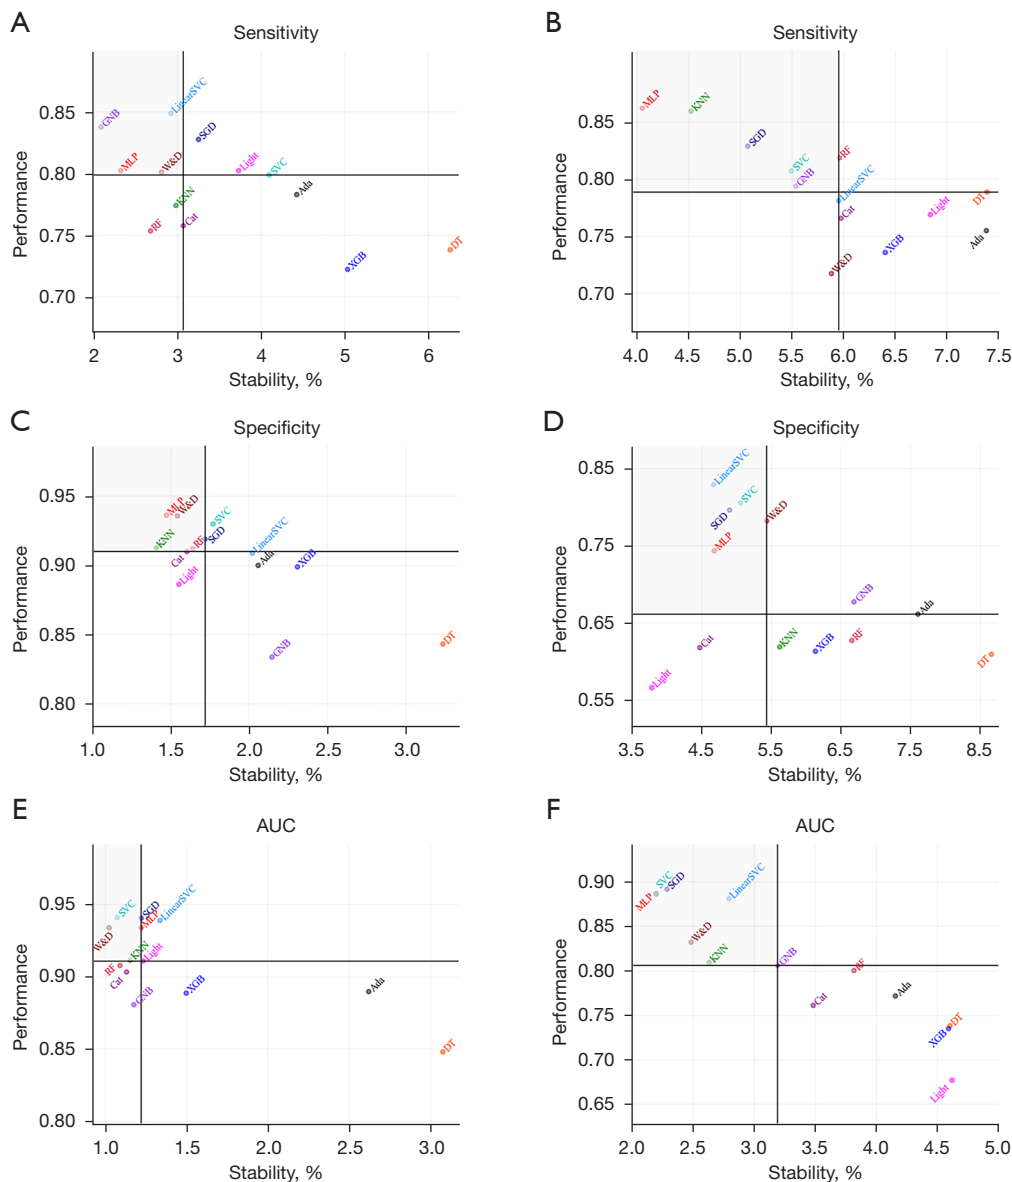 A
Sensitivity
Performance
0.85
0.80
0.75
0.70
GNB
LinearSVC
SGD
MLP
W&D
Light
SVC
Ada
KNN
RF
Cat
XGB
DT
2 3 4 5 6
Stability, %
B
Sensitivity
Performance
0.85
0.80
0.75
0.70
MLP
KNN
SGD
SVC
GNB
RF
LinearSVC
Cat
Light
DT
Ada
XGB
W&D
4.0 4.5 5.0 5.5 6.0 6.5 7.0 7.5
Stability, %
C
Specificity
Performance
0.95
0.90
0.85
0.80
MLP
W&D
SVC
SGD
KNN
RF
Cat
LinearSVC
Ada
XGB
Light
GNB
DT
1.0 1.5 2.0 2.5 3.0
Stability, %
D
Specificity
Performance
0.85
0.75
0.65
0.55
LinearSVC
SVC
SGD
W&D
MLP
GNB
Ada
Cat
KNN
XGB
RF
DT
Light
3.5 4.5 5.5 6.5 7.5 8.5
Stability, %
E
AUC
Performance
0.95
0.90
0.85
0.80
SVC
SGD
LinearSVC
W&D
MLP
KNN
Light
RF
Cat
GNB
XGB
Ada
DT
1.0 1.5 2.0 2.5 3.0
Stability, %
F
AUC
Performance
0.90
0.85
0.80
0.75
0.70
0.65
SVC
SGD
MLP
LinearSVC
W&D
KNN
GNB
RF
Cat
Ada
DT
XGB
Light
2.0 2.5 3.0 3.5 4.0 4.5 5.0
Stability, %